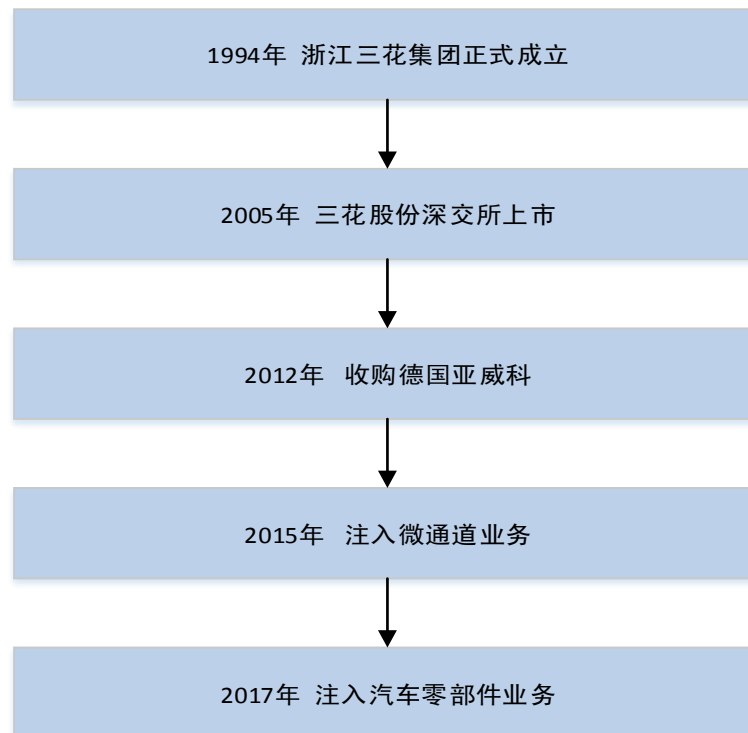 1994年 浙江三花集团正式成立
2005年 三花股份深交所上市
2012年 收购德国亚威科
2015年 注入微通道业务
2017年 注入汽车零部件业务